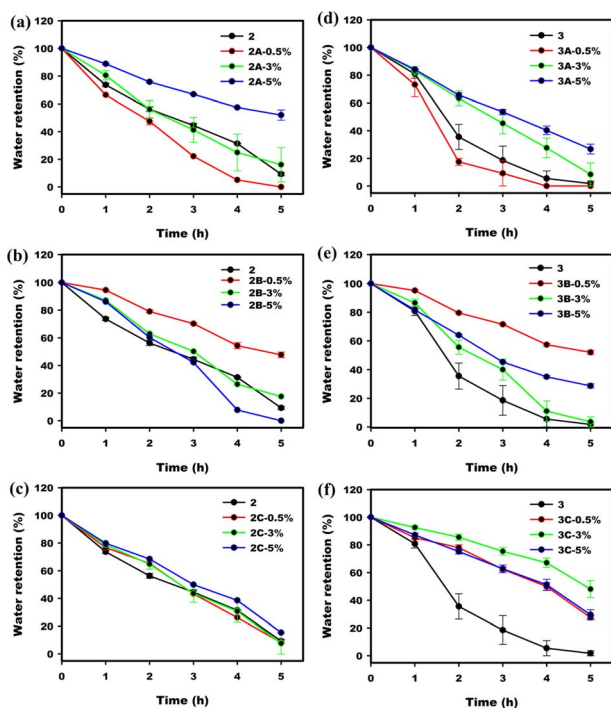 (a)
Water retention (%)
120
100
80
60
40
20
0
2
2A-0.5%
2A-3%
2A-5%
0 1 2 3 4 5
Time (h)
(d)
Water retention (%)
120
100
80
60
40
20
0
3
3A-0.5%
3A-3%
3A-5%
0 1 2 3 4 5
Time (h)
(b)
Water retention (%)
120
100
80
60
40
20
0
2
2B-0.5%
2B-3%
2B-5%
0 1 2 3 4 5
Time (h)
(e)
Water retention (%)
120
100
80
60
40
20
0
3
3B-0.5%
3B-3%
3B-5%
0 1 2 3 4 5
Time (h)
(c)
Water retention (%)
120
100
80
60
40
20
0
2
2C-0.5%
2C-3%
2C-5%
0 1 2 3 4 5
Time (h)
(f)
Water retention (%)
120
100
80
60
40
20
0
3
3C-0.5%
3C-3%
3C-5%
0 1 2 3 4 5
Time (h)